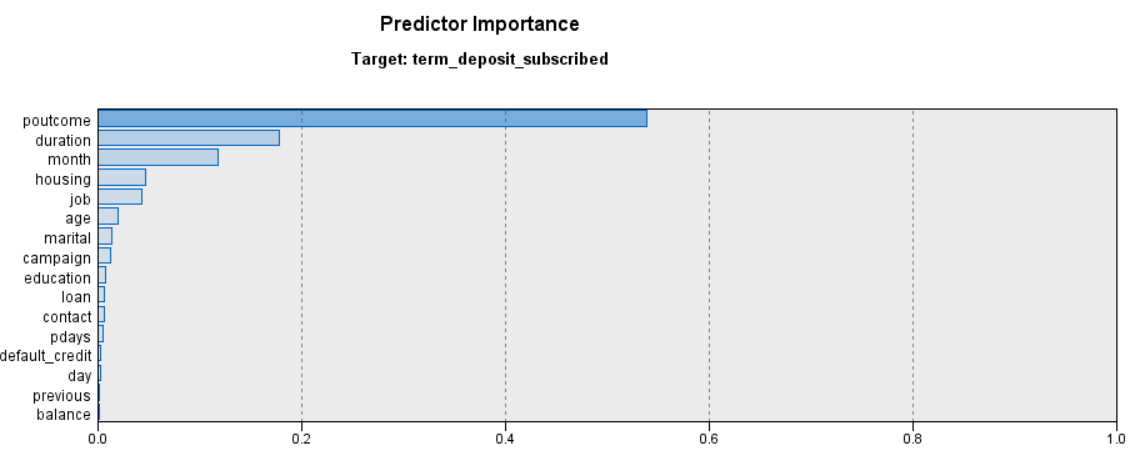 Predictor Importance
Target: term_deposit_subscribed
poutcome
duration
month
housing
job
age
marital
campaign
education
loan
contact
pdays
default_credit
day
previous
balance
0.0 0.2 0.4 0.6 0.8 1.0